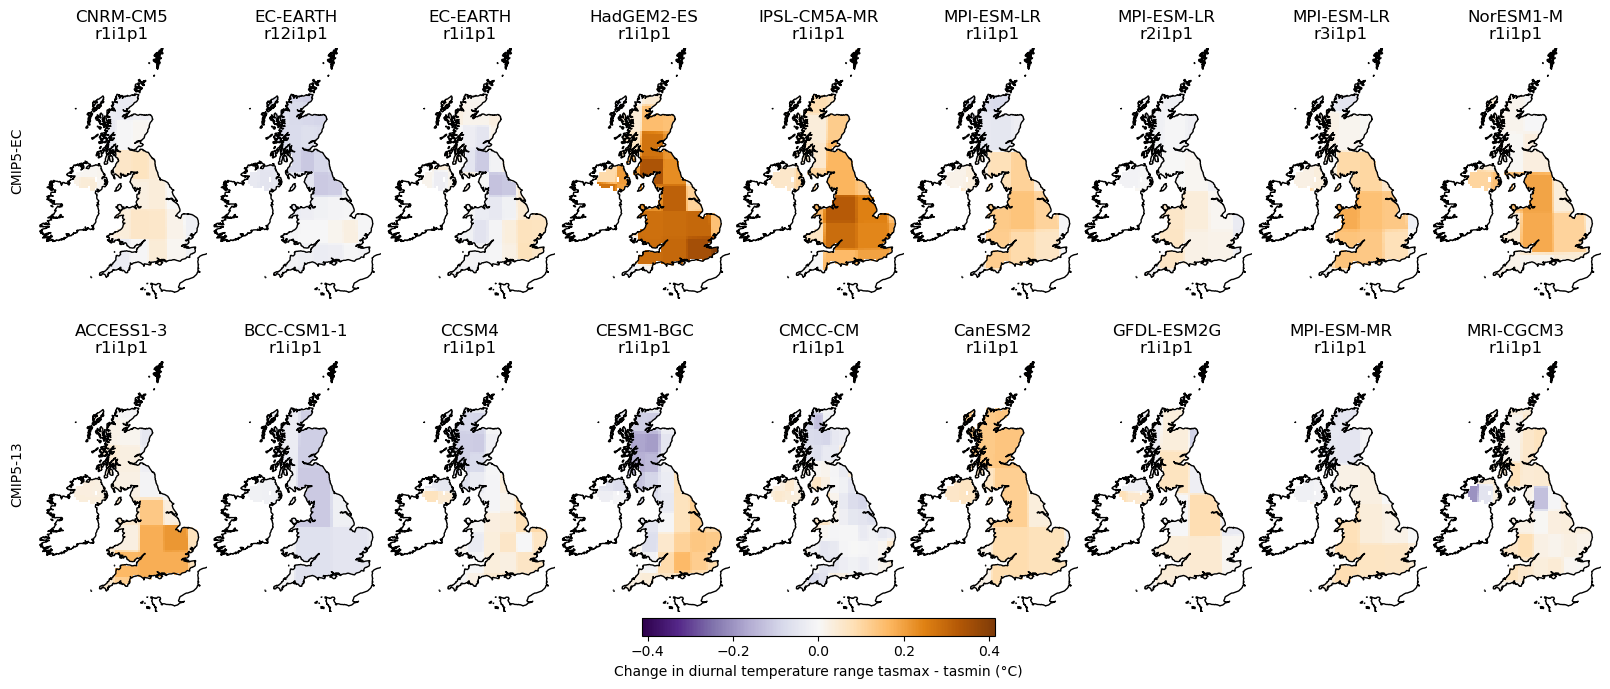 CNRM-CM5
r1i1p1
EC-EARTH
r12i1p1
EC-EARTH
r1i1p1
HadGEM2-ES
r1i1p1
IPSL-CM5A-MR
r1i1p1
MPI-ESM-LR
r1i1p1
MPI-ESM-LR
r2i1p1
MPI-ESM-LR
r3i1p1
NorESM1-M
r1i1p1
CMIP5-EC
ACCESS1-3
r1i1p1
BCC-CSM1-1
r1i1p1
CCSM4
r1i1p1
CESM1-BGC
r1i1p1
CMCC-CM
r1i1p1
CanESM2
r1i1p1
GFDL-ESM2G
r1i1p1
MPI-ESM-MR
r1i1p1
MRI-CGCM3
r1i1p1
CMIP5-13
−0.4 −0.2 0.0 0.2 0.4
Change in diurnal temperature range tasmax - tasmin (°C)